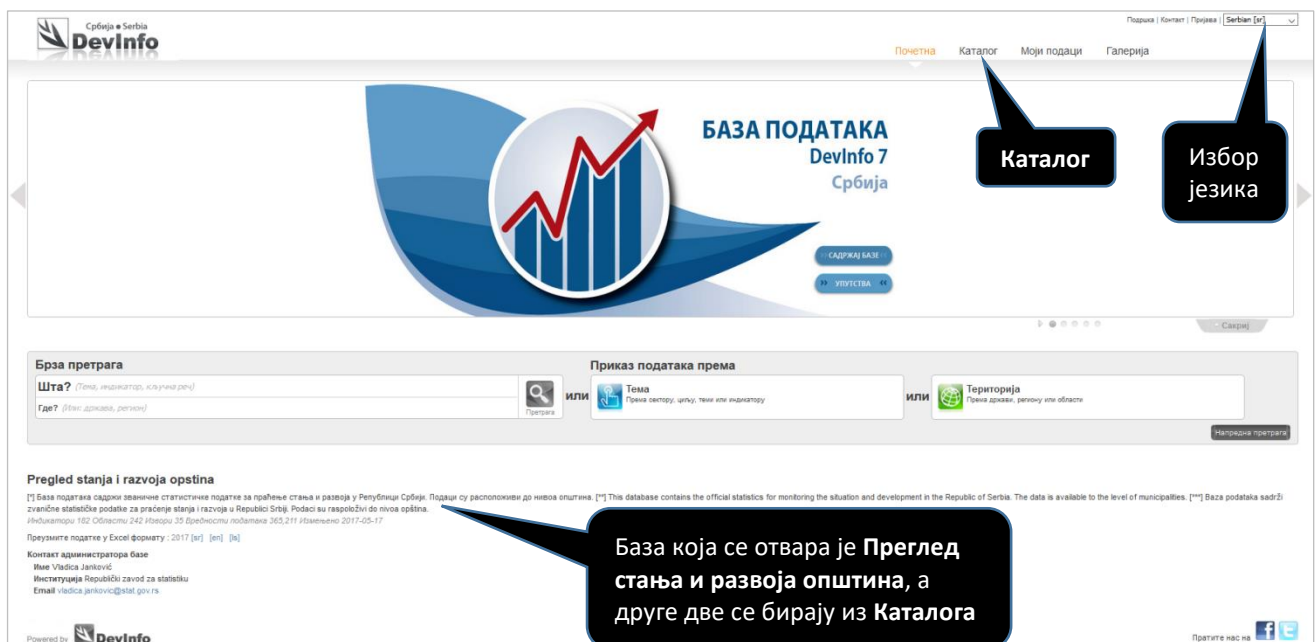 Србија • Serbia
DevInfo
Подршка | Контакт | Пријава | Serbian [sr]
Почетна Каталог Моји подаци Галерија
БАЗА ПОДАТАКА
DevInfo 7
Србија
Каталог
Избор
језика
САДРЖАЈ БАЗЕ
УПУТСТВА
Сакриј
Брза претрага
Приказ података према
Шта? (Тема, индикатор, кључна реч)
Где? (Нпр: држава, регион)
Претрага
или
Тема
Према сектору, циљу, теми или индикатору
или
Територија
Према држави, региону или области
Напредна претрага
Pregled stanja i razvoja opstina
[*] База података садржи званичне статистичке податке за праћење стања и развоја у Републици Србији. Подаци су расположиви до нивоа општина. [**] This database contains the official statistics for monitoring the situation and development in the Republic of Serbia. The data is available to the level of municipalities. [***] Baza podataka sadrži
zvanične statističke podatke za praćenje stanja i razvoja u Republici Srbiji. Podaci su raspoloživi do nivoa opština.
Индикатори 182 Области 242 Извори 35 Вредности података 365,211 Измењено 2017-05-17
Преузмите податке у Excel формату : 2017 [sr] [en] [la]
Контакт администратора базе
Име Vladica Janković
Институција Republički zavod za statistiku
Email vladica.jankovic@stat.gov.rs
База која се отвара је Преглед
стања и развоја општина, а
друге две се бирају из Каталога
Powered by DevInfo
Пратите нас на